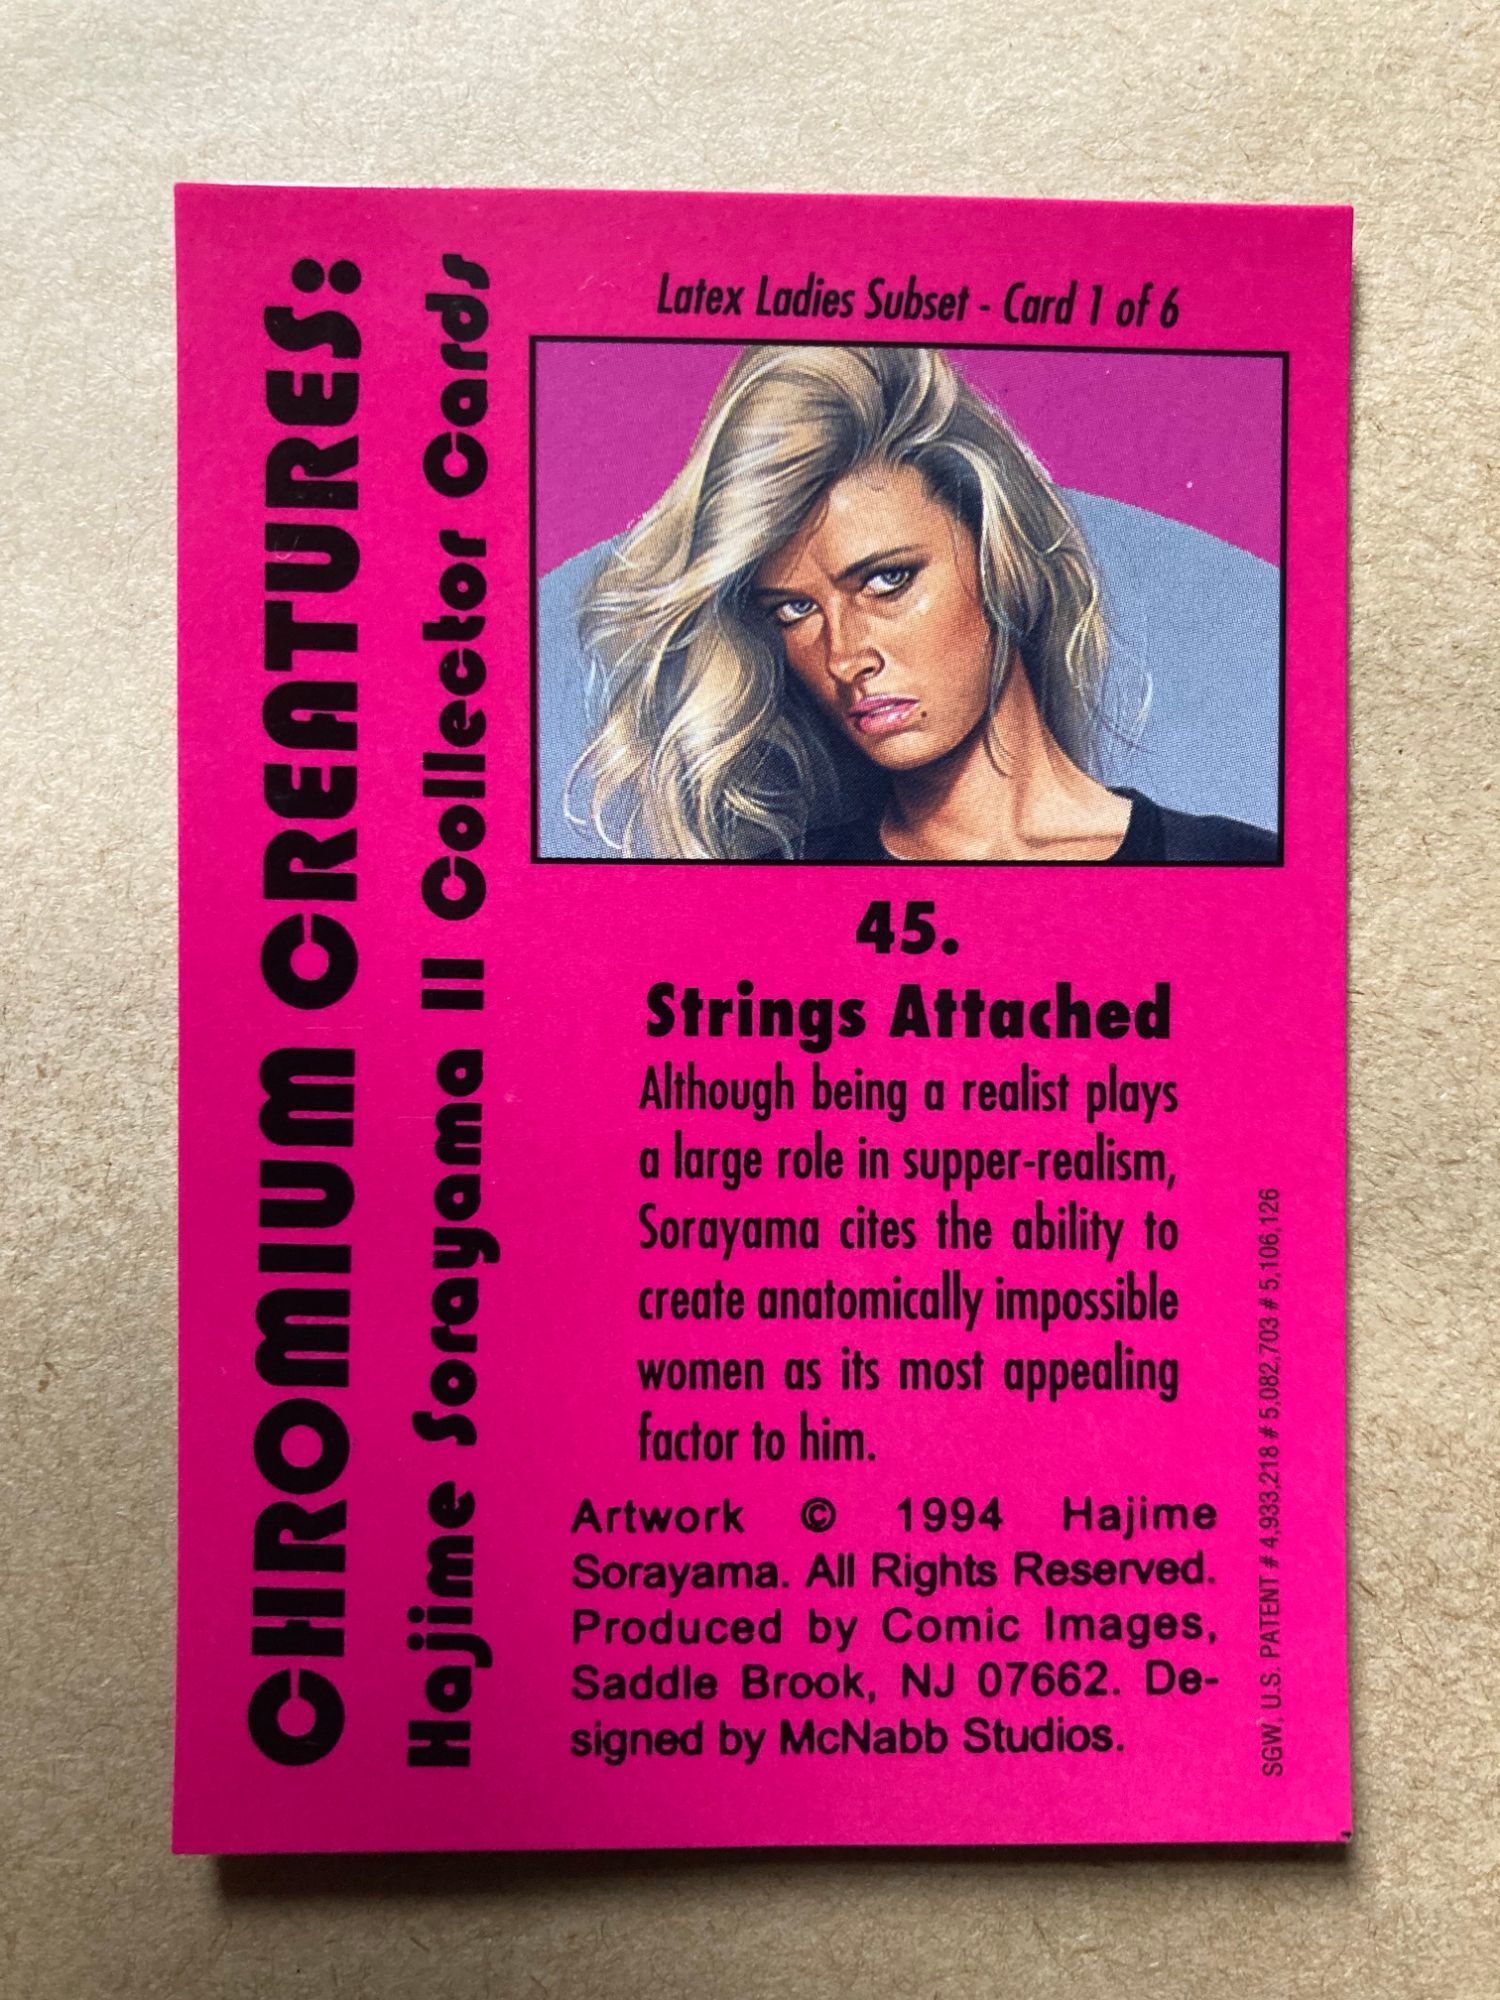 CHROMIUM CREATURES:
Hajime Sorayama II Collector Cards
Latex Ladies Subset - Card 1 of 6
45.
Strings Attached
Although being a realist plays
a large role in supper-realism,
Sorayama cites the ability to
create anatomically impossible
women as its most appealing
factor to him.
Artwork © 1994 Hajime
Sorayama. All Rights Reserved.
Produced by Comic Images,
Saddle Brook, NJ 07662. De-
signed by McNabb Studios.
SGW, U.S. PATENT # 4,933,218 # 5,082,703 # 5,106,126